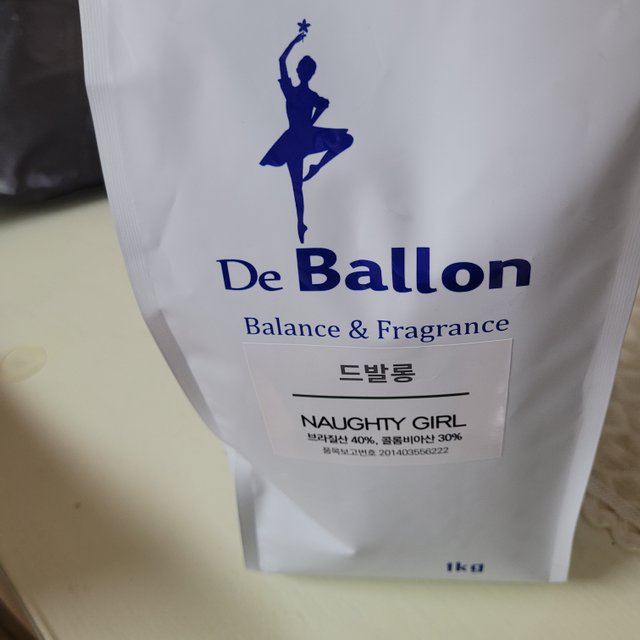 De Ballon
Balance & Fragrance
드발롱
NAUGHTY GIRL
브라질산 40%, 콜롬비아산 30%
품목보고번호 201403556222
1kg